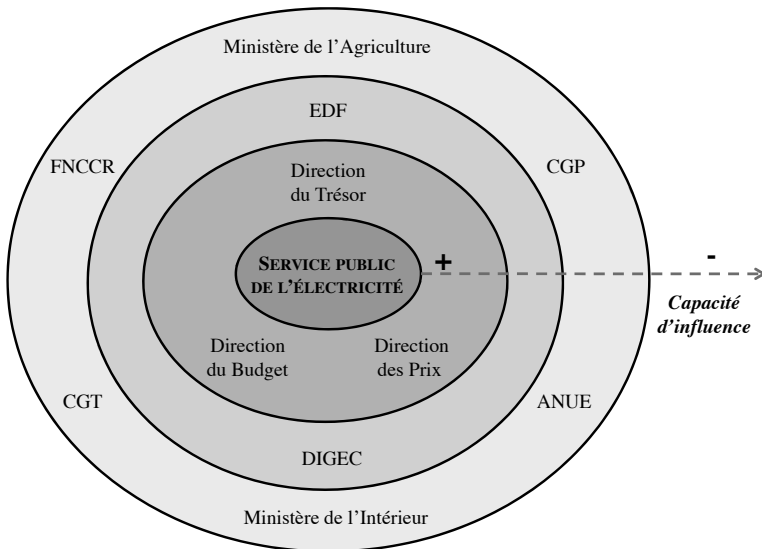 Ministère de l’Agriculture
EDF
FNCCR
CGP
Direction
du Trésor
+
-
SERVICE PUBLIC
DE L’ÉLECTRICITÉ
Capacité
d’influence
Direction
du Budget
Direction
des Prix
CGT
ANUE
DIGEC
Ministère de l’Intérieur